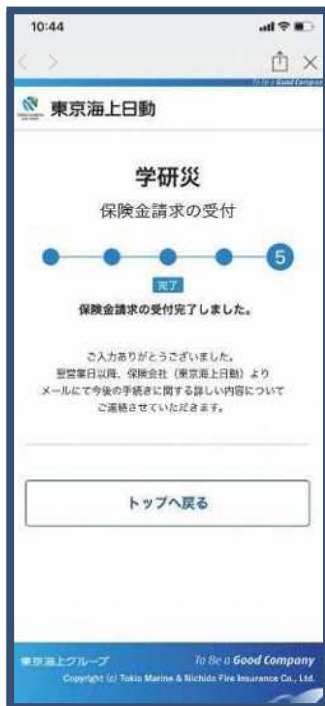 10:44
To Be a Good Company
東京海上日動
学研災
保険金請求の受付
5
完了
保険金請求の受付完了しました。
ご入力ありがとうございました。
翌営業日以降、保険会社（東京海上日動）より
メールにて今後の手続きに関する詳しい内容について
ご連絡させていただきます。
トップへ戻る
東京海上グループ
To Be a Good Company
Copyright (c) Tokio Marine & Nichido Fire Insurance Co., Ltd.